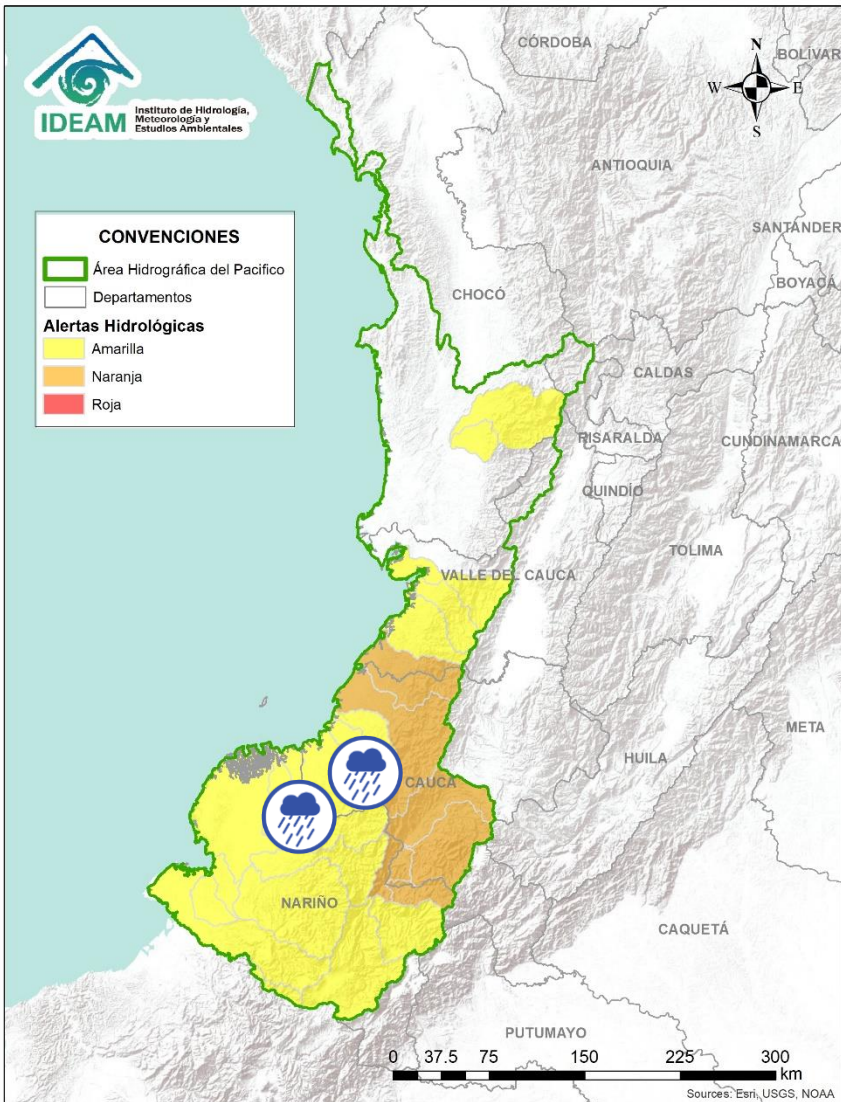 IDEAM
Instituto de Hidrología,
Meteorología y
Estudios Ambientales
CÓRDOBA
BOLÍVAR
N
W
E
S
ANTIOQUIA
SANTANDER
BOYACÁ
CONVENCIONES
Área Hidrográfica del Pacifico
Departamentos
Alertas Hidrológicas
Amarilla
Naranja
Roja
CHOCÓ
CALDAS
RISARALDA
CUNDINAMARCA
QUINDÍO
TOLIMA
VALLE DEL CAUCA
META
HUILA
CAUCA
NARIÑO
CAQUETÁ
PUTUMAYO
0 37.5 75 150 225 300
km
Sources: Esri, USGS, NOAA